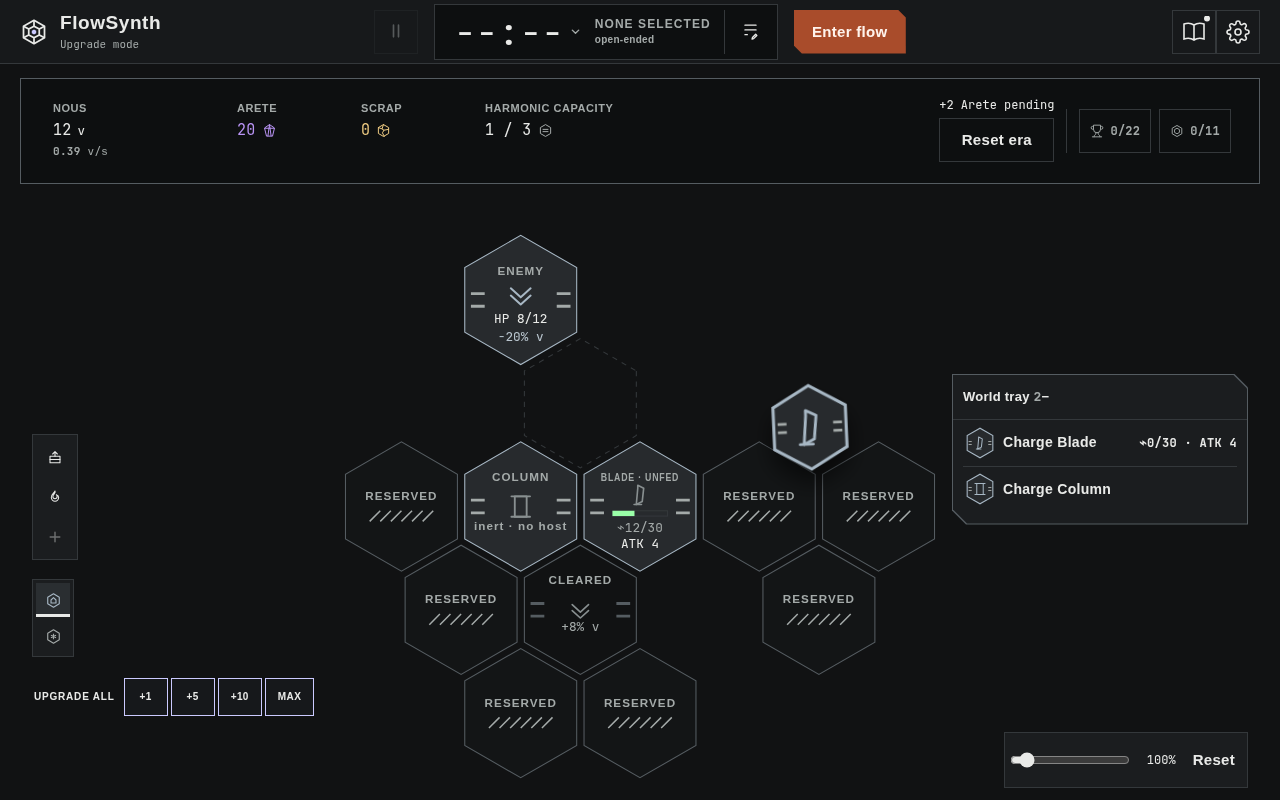 FlowSynth
Upgrade mode
--:--
NONE SELECTED
open-ended
Enter flow
NOUS
12 v
0.39 v/s
ARETE
20
SCRAP
0
HARMONIC CAPACITY
1 / 3
+2 Arete pending
Reset era
0/22
0/11
ENEMY
HP 8/12
-20% v
World tray 2−
Charge Blade
⌁0/30 · ATK 4
Charge Column
RESERVED
COLUMN
inert · no host
BLADE · UNFED
⌁12/30
ATK 4
RESERVED
RESERVED
RESERVED
CLEARED
+8% v
RESERVED
UPGRADE ALL
+1
+5
+10
MAX
RESERVED
RESERVED
100%
Reset